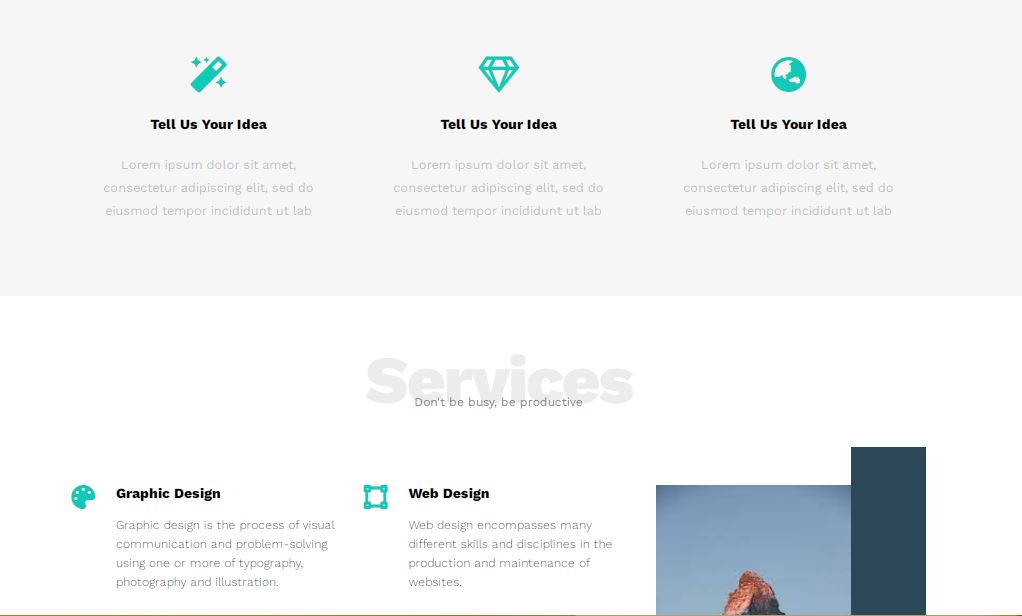 Tell Us Your Idea
Lorem ipsum dolor sit amet,
consectetur adipiscing elit, sed do
eiusmod tempor incididunt ut lab
Tell Us Your Idea
Lorem ipsum dolor sit amet,
consectetur adipiscing elit, sed do
eiusmod tempor incididunt ut lab
Tell Us Your Idea
Lorem ipsum dolor sit amet,
consectetur adipiscing elit, sed do
eiusmod tempor incididunt ut lab
Services
Don't be busy, be productive
Graphic Design
Graphic design is the process of visual
communication and problem-solving
using one or more of typography,
photography and illustration.
Web Design
Web design encompasses many
different skills and disciplines in the
production and maintenance of
websites.